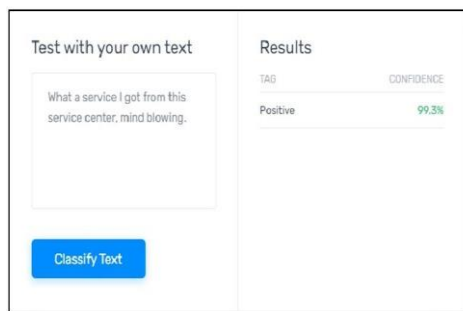 Test with your own text
What a service I got from this
service center, mind blowing.
Classify Text
Results
TAG CONFIDENCE
Positive 99.3%